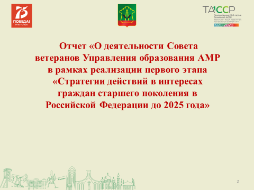 75
ПОБЕДА!
ТАССР
Отчет «О деятельности Совета
ветеранов Управления образования АМР
в рамках реализации первого этапа
«Стратегии действий в интересах
граждан старшего поколения в
Российской Федерации до 2025 года»